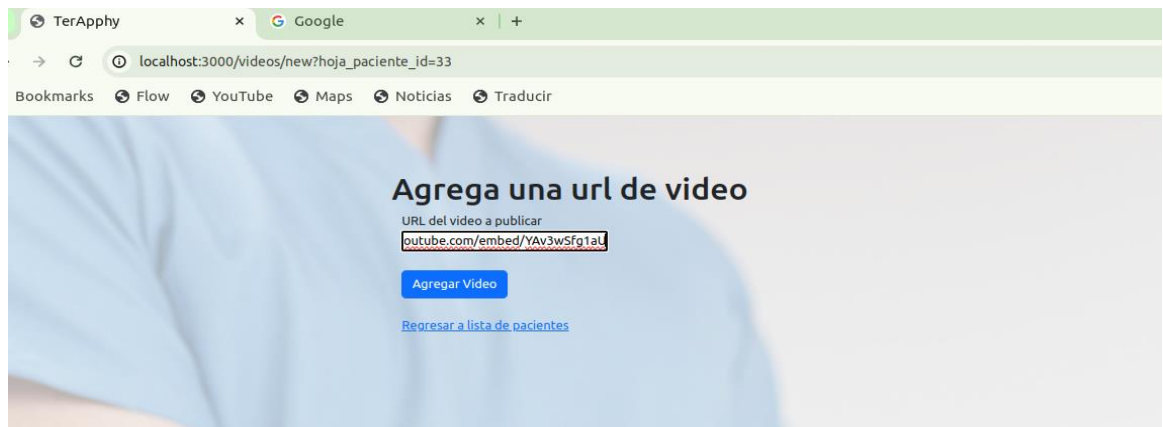 TerApphy
Google
localhost:3000/videos/new?hoja_paciente_id=33
Bookmarks Flow YouTube Maps Noticias Traducir
Agrega una url de video
URL del video a publicar
outube.com/embed/YAv3wSfg1aU
Agregar Video
Regresar a lista de pacientes